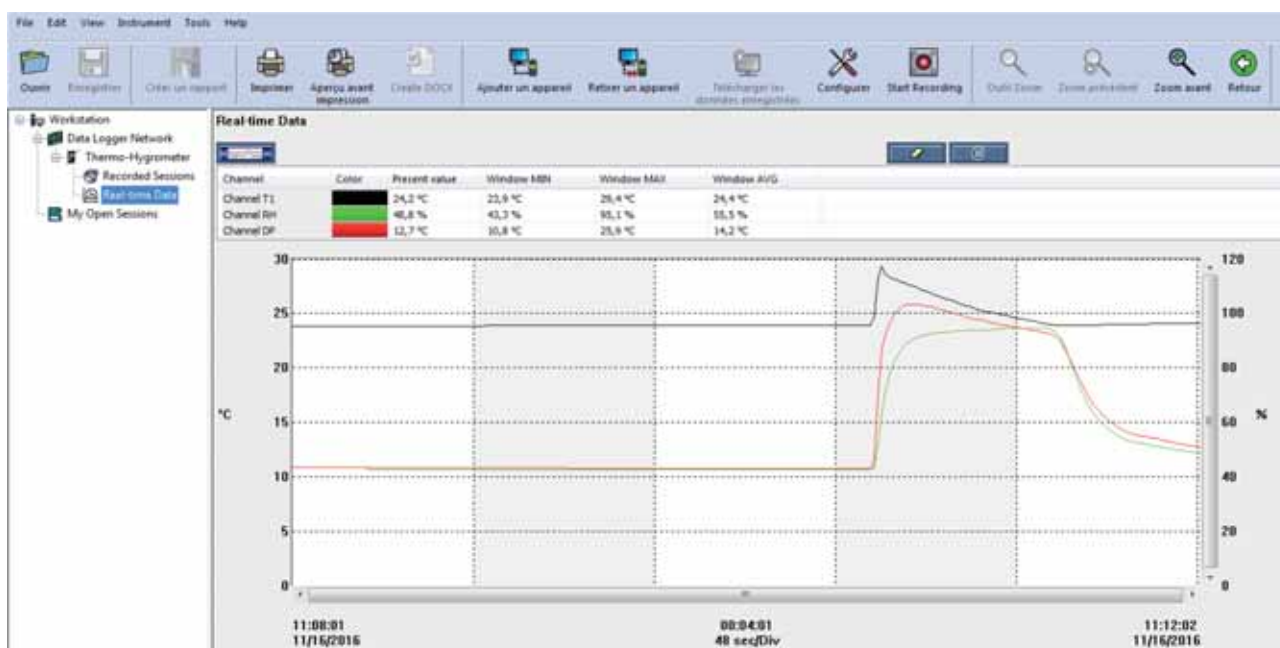 File Edit View Instrument Tools Help
Ouvrir Enregistrer Créer un rapport Imprimer Aperçu avant impression Create DOCX Ajouter un appareil Retirer un appareil Télécharger les données enregistrées Configurer Start Recording Outil Zoom Zoom précédent Zoom avant Retour
Workstation
Data Logger Network
Thermo-Hygrometer
Recorded Sessions
Real-time Data
My Open Sessions
Real-time Data
Channel Color Present value Window MIN Window MAX Window AVG
Channel T1 24,2 °C 23,9 °C 29,4 °C 24,4 °C
Channel RH 48,8 % 43,3 % 95,1 % 55,5 %
Channel DP 12,7 °C 10,8 °C 25,9 °C 14,2 °C
30 120
25 100
20 80
°C 15 60 %
10 40
5 20
0 0
11:08:01 00:04:01 11:12:02
11/16/2016 48 sec/Div 11/16/2016